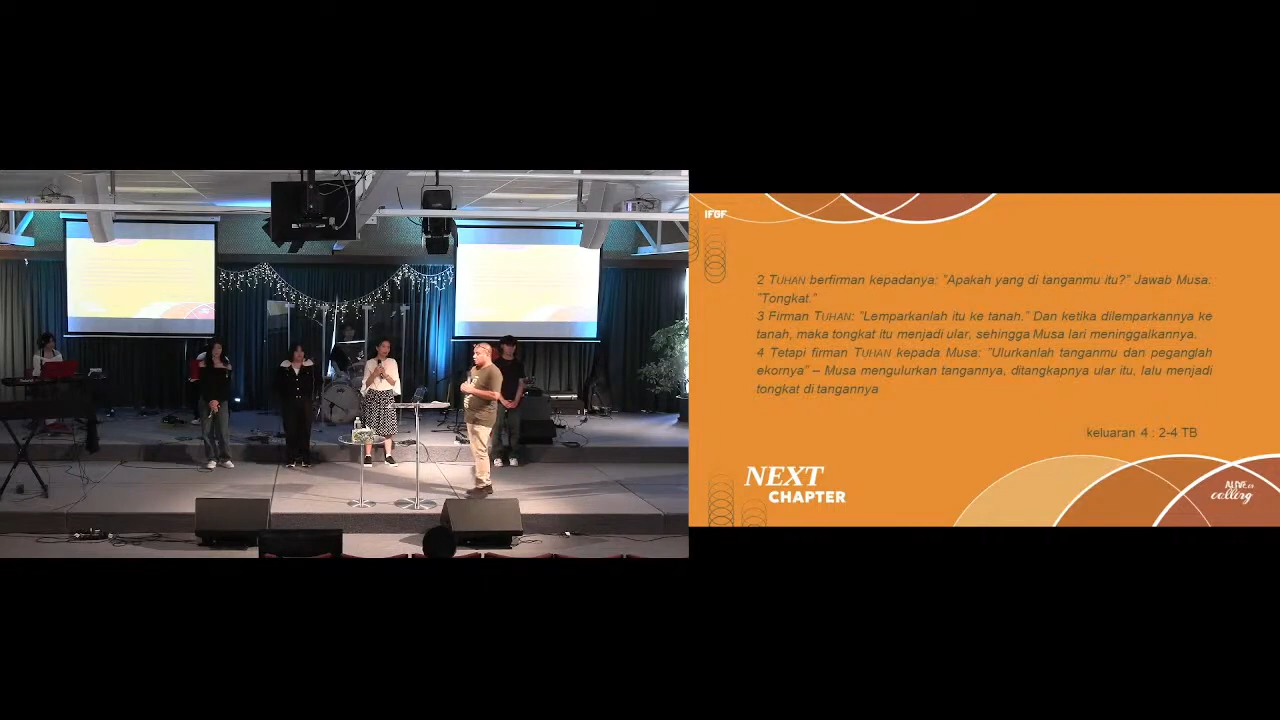 IFGF
2 TUHAN berfirman kepadanya: "Apakah yang di tanganmu itu?" Jawab Musa:
"Tongkat."
3 Firman TUHAN: "Lemparkanlah itu ke tanah." Dan ketika dilemparkannya ke
tanah, maka tongkat itu menjadi ular, sehingga Musa lari meninggalkannya.
4 Tetapi firman TUHAN kepada Musa: "Ulurkanlah tanganmu dan peganglah
ekornya" – Musa mengulurkan tangannya, ditangkapnya ular itu, lalu menjadi
tongkat di tangannya
keluaran 4 : 2-4 TB
NEXT
CHAPTER
ALIVE
calling